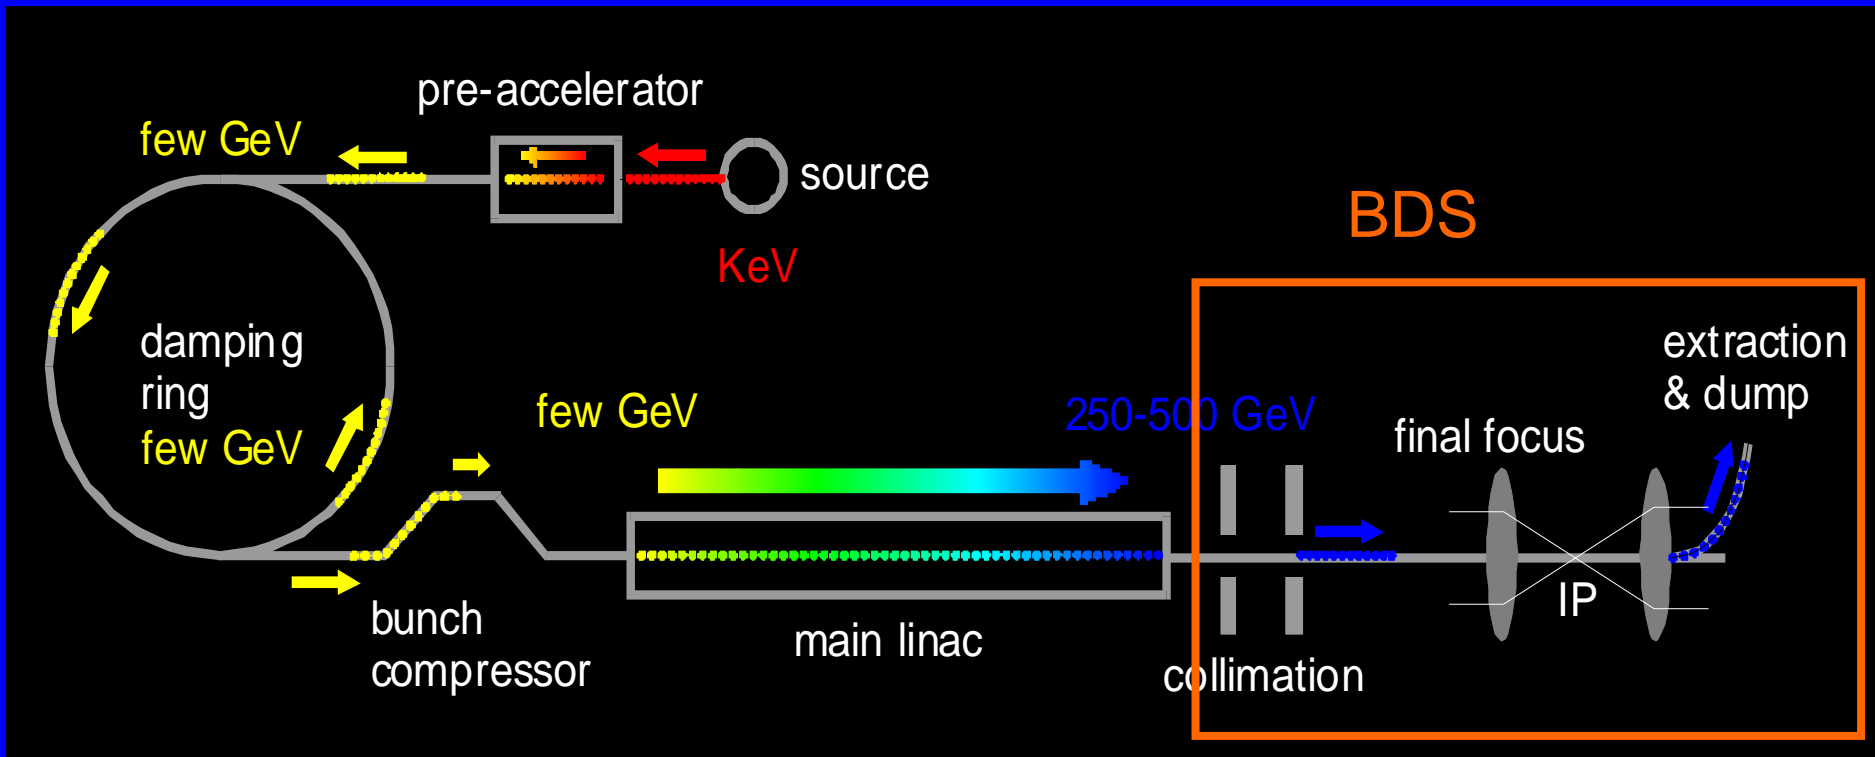 pre-accelerator
few GeV
source
KeV
BDS
damping
ring
few GeV
few GeV
250-500 GeV
extraction
& dump
final focus
IP
bunch
compressor
main linac
collimation